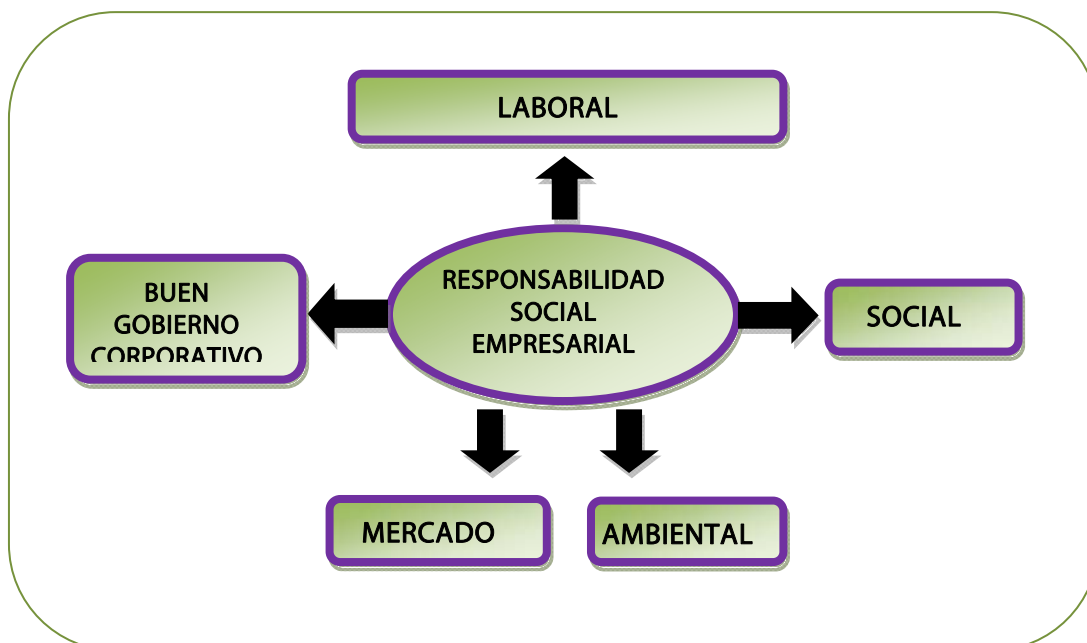 LABORAL
BUEN
GOBIERNO
CORPORATIVO
RESPONSABILIDAD
SOCIAL
EMPRESARIAL
SOCIAL
MERCADO
AMBIENTAL